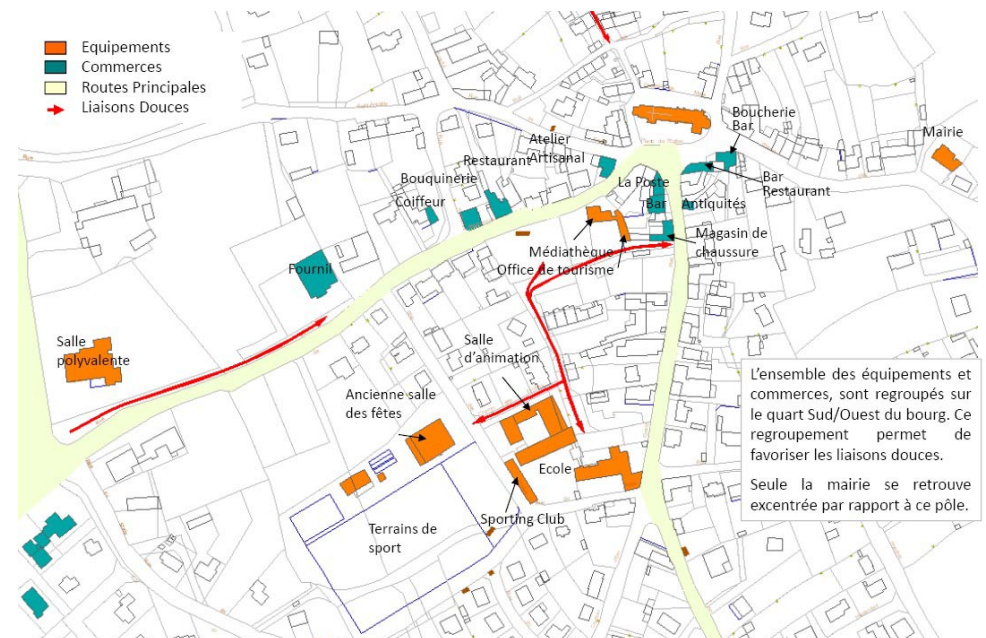 Equipements
Commerces
Routes Principales
Liaisons Douces
Boucherie
Bar
Mairie
Atelier
Artisanal
Restaurant
Bouquinerie
Coiffeur
La Poste
Bar
Restaurant
Bar
Antiquités
Magasin de
chaussure
Médiathèque
Office de tourisme
Fournil
Salle
polyvalente
Salle
d’animation
Ancienne salle
des fêtes
Ecole
Sporting Club
Terrains de
sport
L’ensemble des équipements et
commerces, sont regroupés sur
le quart Sud/Ouest du bourg. Ce
regroupement permet de
favoriser les liaisons douces.
Seule la mairie se retrouve
excentrée par rapport à ce pôle.